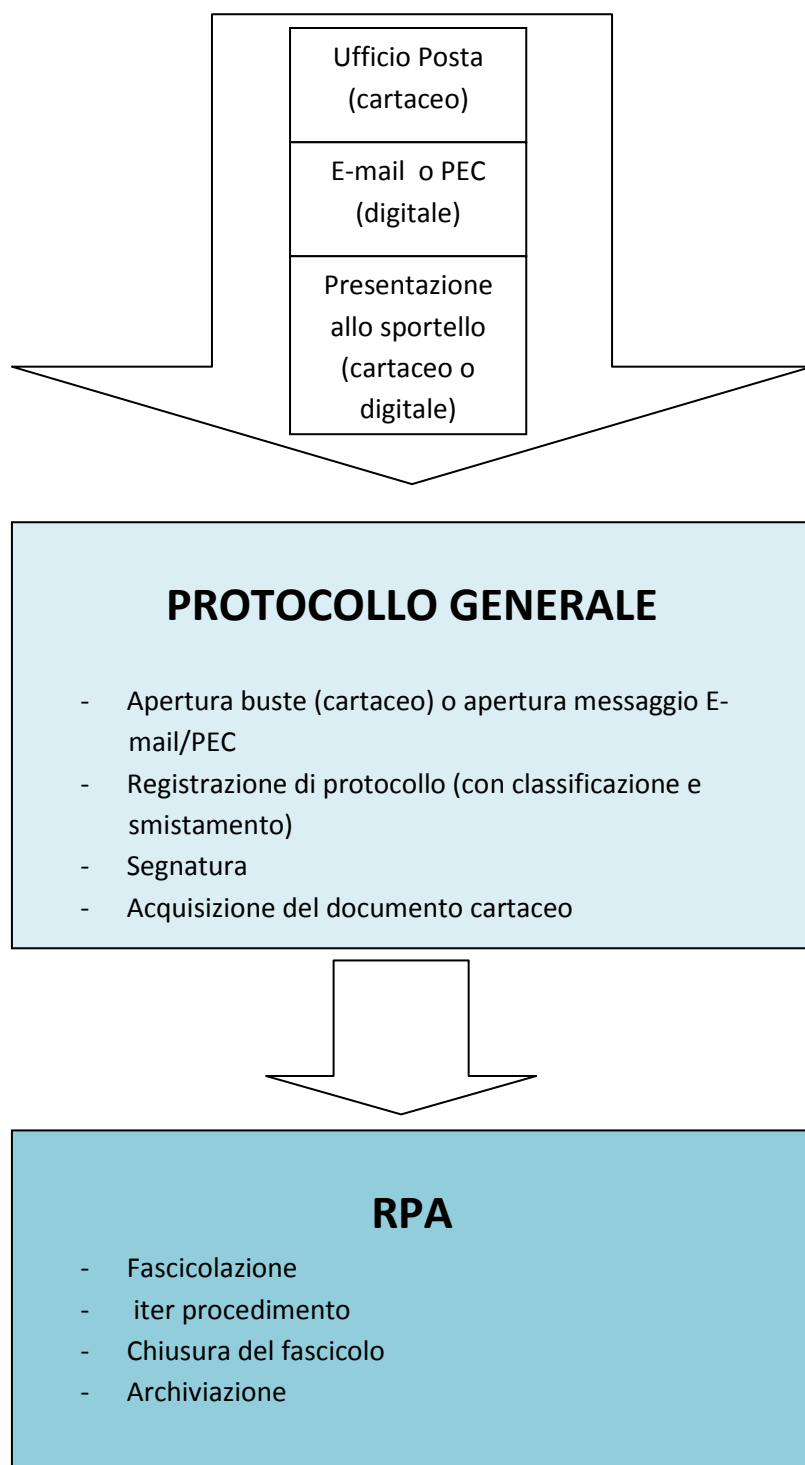 Ufficio Posta
(cartaceo)
E-mail o PEC
(digitale)
Presentazione
allo sportello
(cartaceo o
digitale)
PROTOCOLLO GENERALE
- Apertura buste (cartaceo) o apertura messaggio E-
mail/PEC
- Registrazione di protocollo (con classificazione e
smistamento)
- Segnatura
- Acquisizione del documento cartaceo
RPA
- Fascicolazione
- iter procedimento
- Chiusura del fascicolo
- Archiviazione